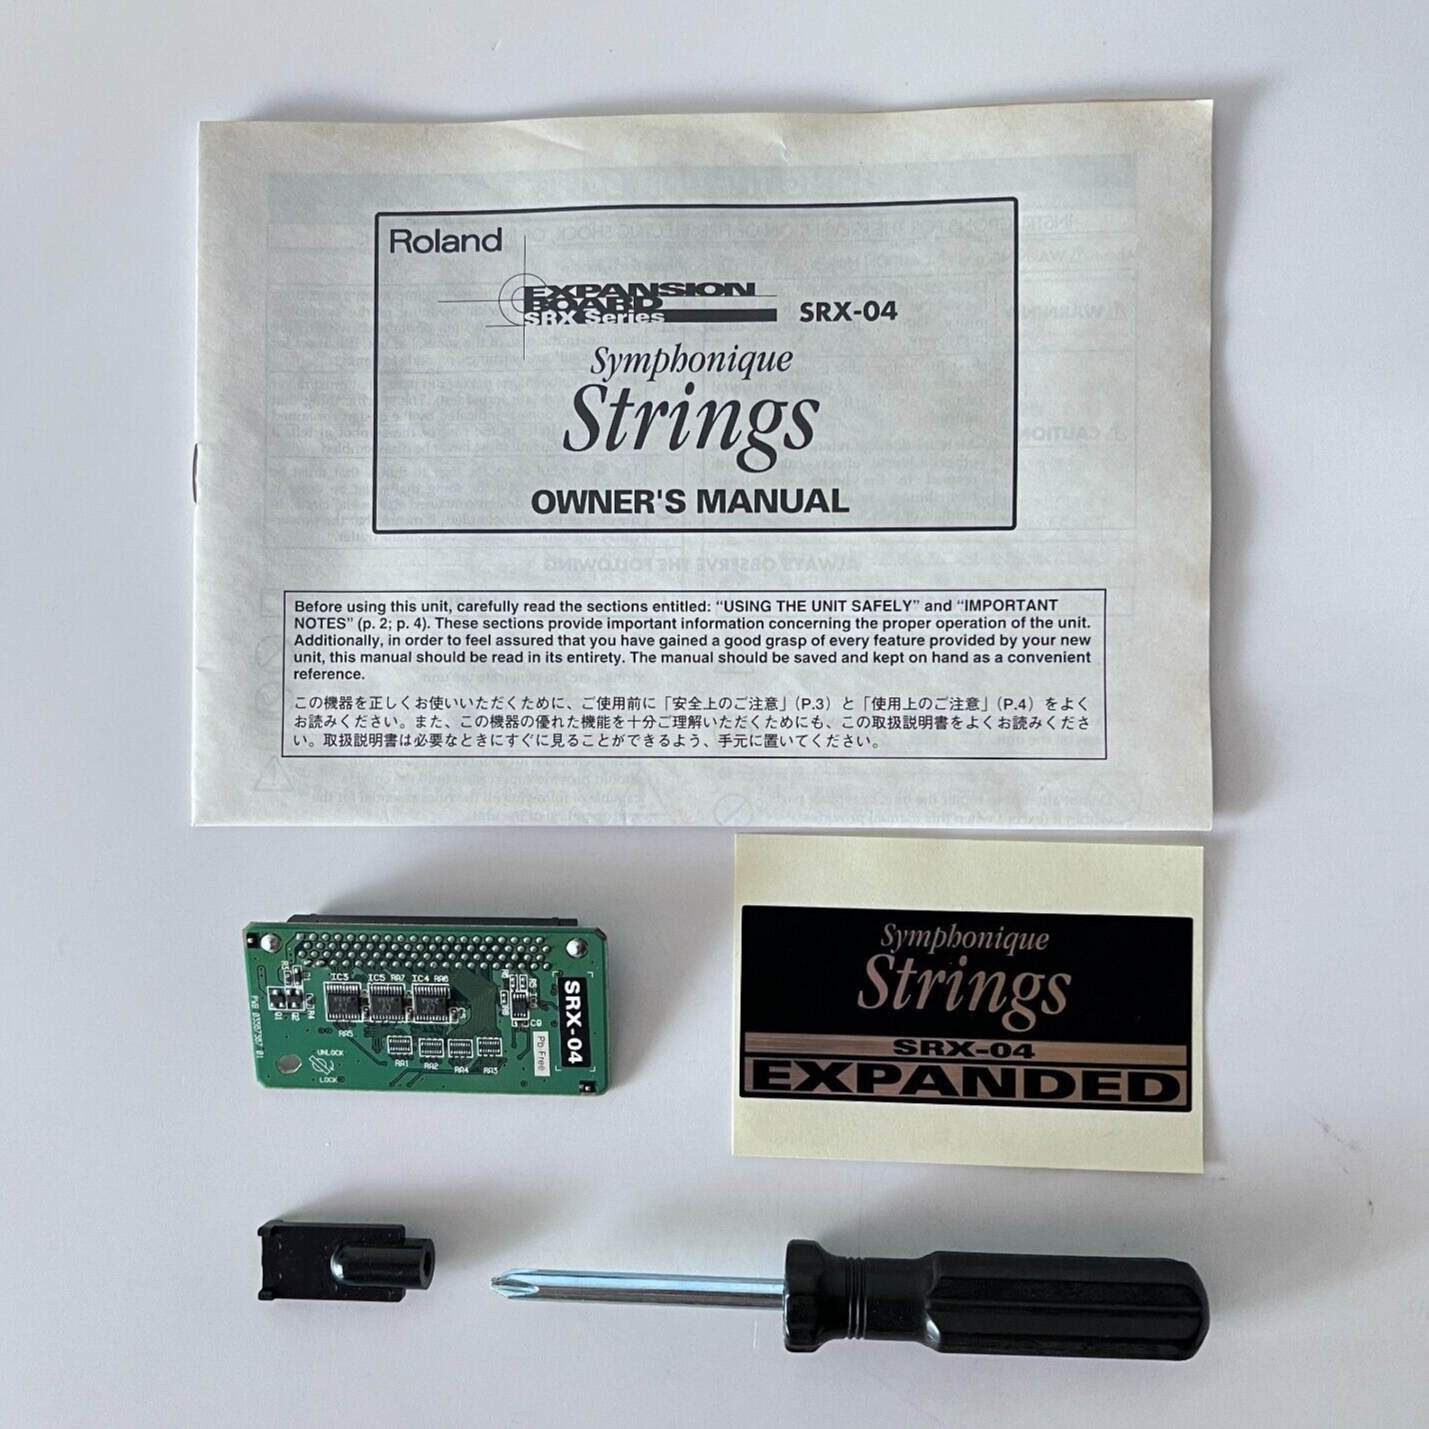 Roland
EXPANSION
BOARD
SRX Series
SRX-04
Symphonique
Strings
OWNER'S MANUAL
Before using this unit, carefully read the sections entitled: “USING THE UNIT SAFELY” and “IMPORTANT
NOTES” (p. 2; p. 4). These sections provide important information concerning the proper operation of the unit.
Additionally, in order to feel assured that you have gained a good grasp of every feature provided by your new
unit, this manual should be read in its entirety. The manual should be saved and kept on hand as a convenient
reference.
この機器を正しくお使いいただくために、ご使用前に「安全上のご注意」（P.3）と「使用上のご注意」（P.4）をよく
お読みください。また、この機器の優れた機能を十分ご理解いただくためにも、この取扱説明書をよくお読みくださ
い。取扱説明書は必要なときにすぐに見ることができるよう、手元に置いてください。
IC3 IC5 RA7 IC4 RA6
Q1 Q2 R4
RA5
RA1 RA2 RA4 RA3
C9
UNLOCK
LOCK
Pb-Free
SRX-04
Symphonique
Strings
SRX-04
EXPANDED